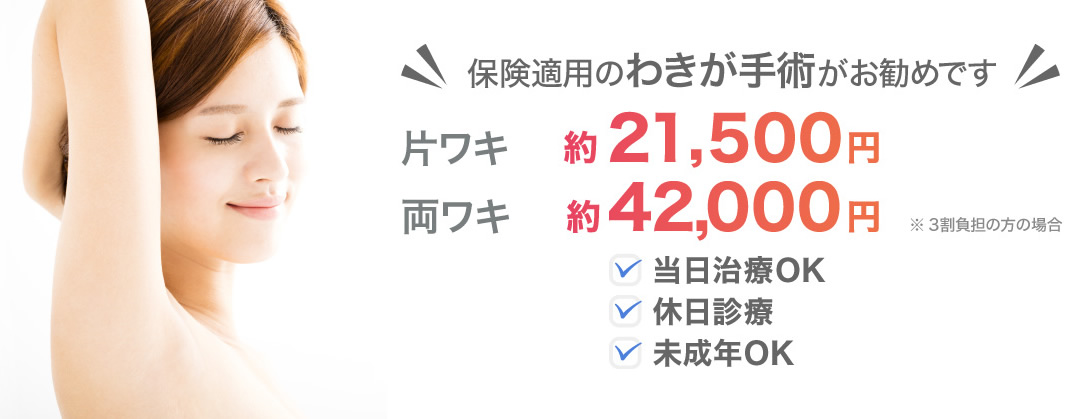 保険適用のわきが手術がお勧めです
片ワキ 約21,500円
両ワキ 約42,000円 ※ 3割負担の方の場合
当日治療OK
休日診療
未成年OK